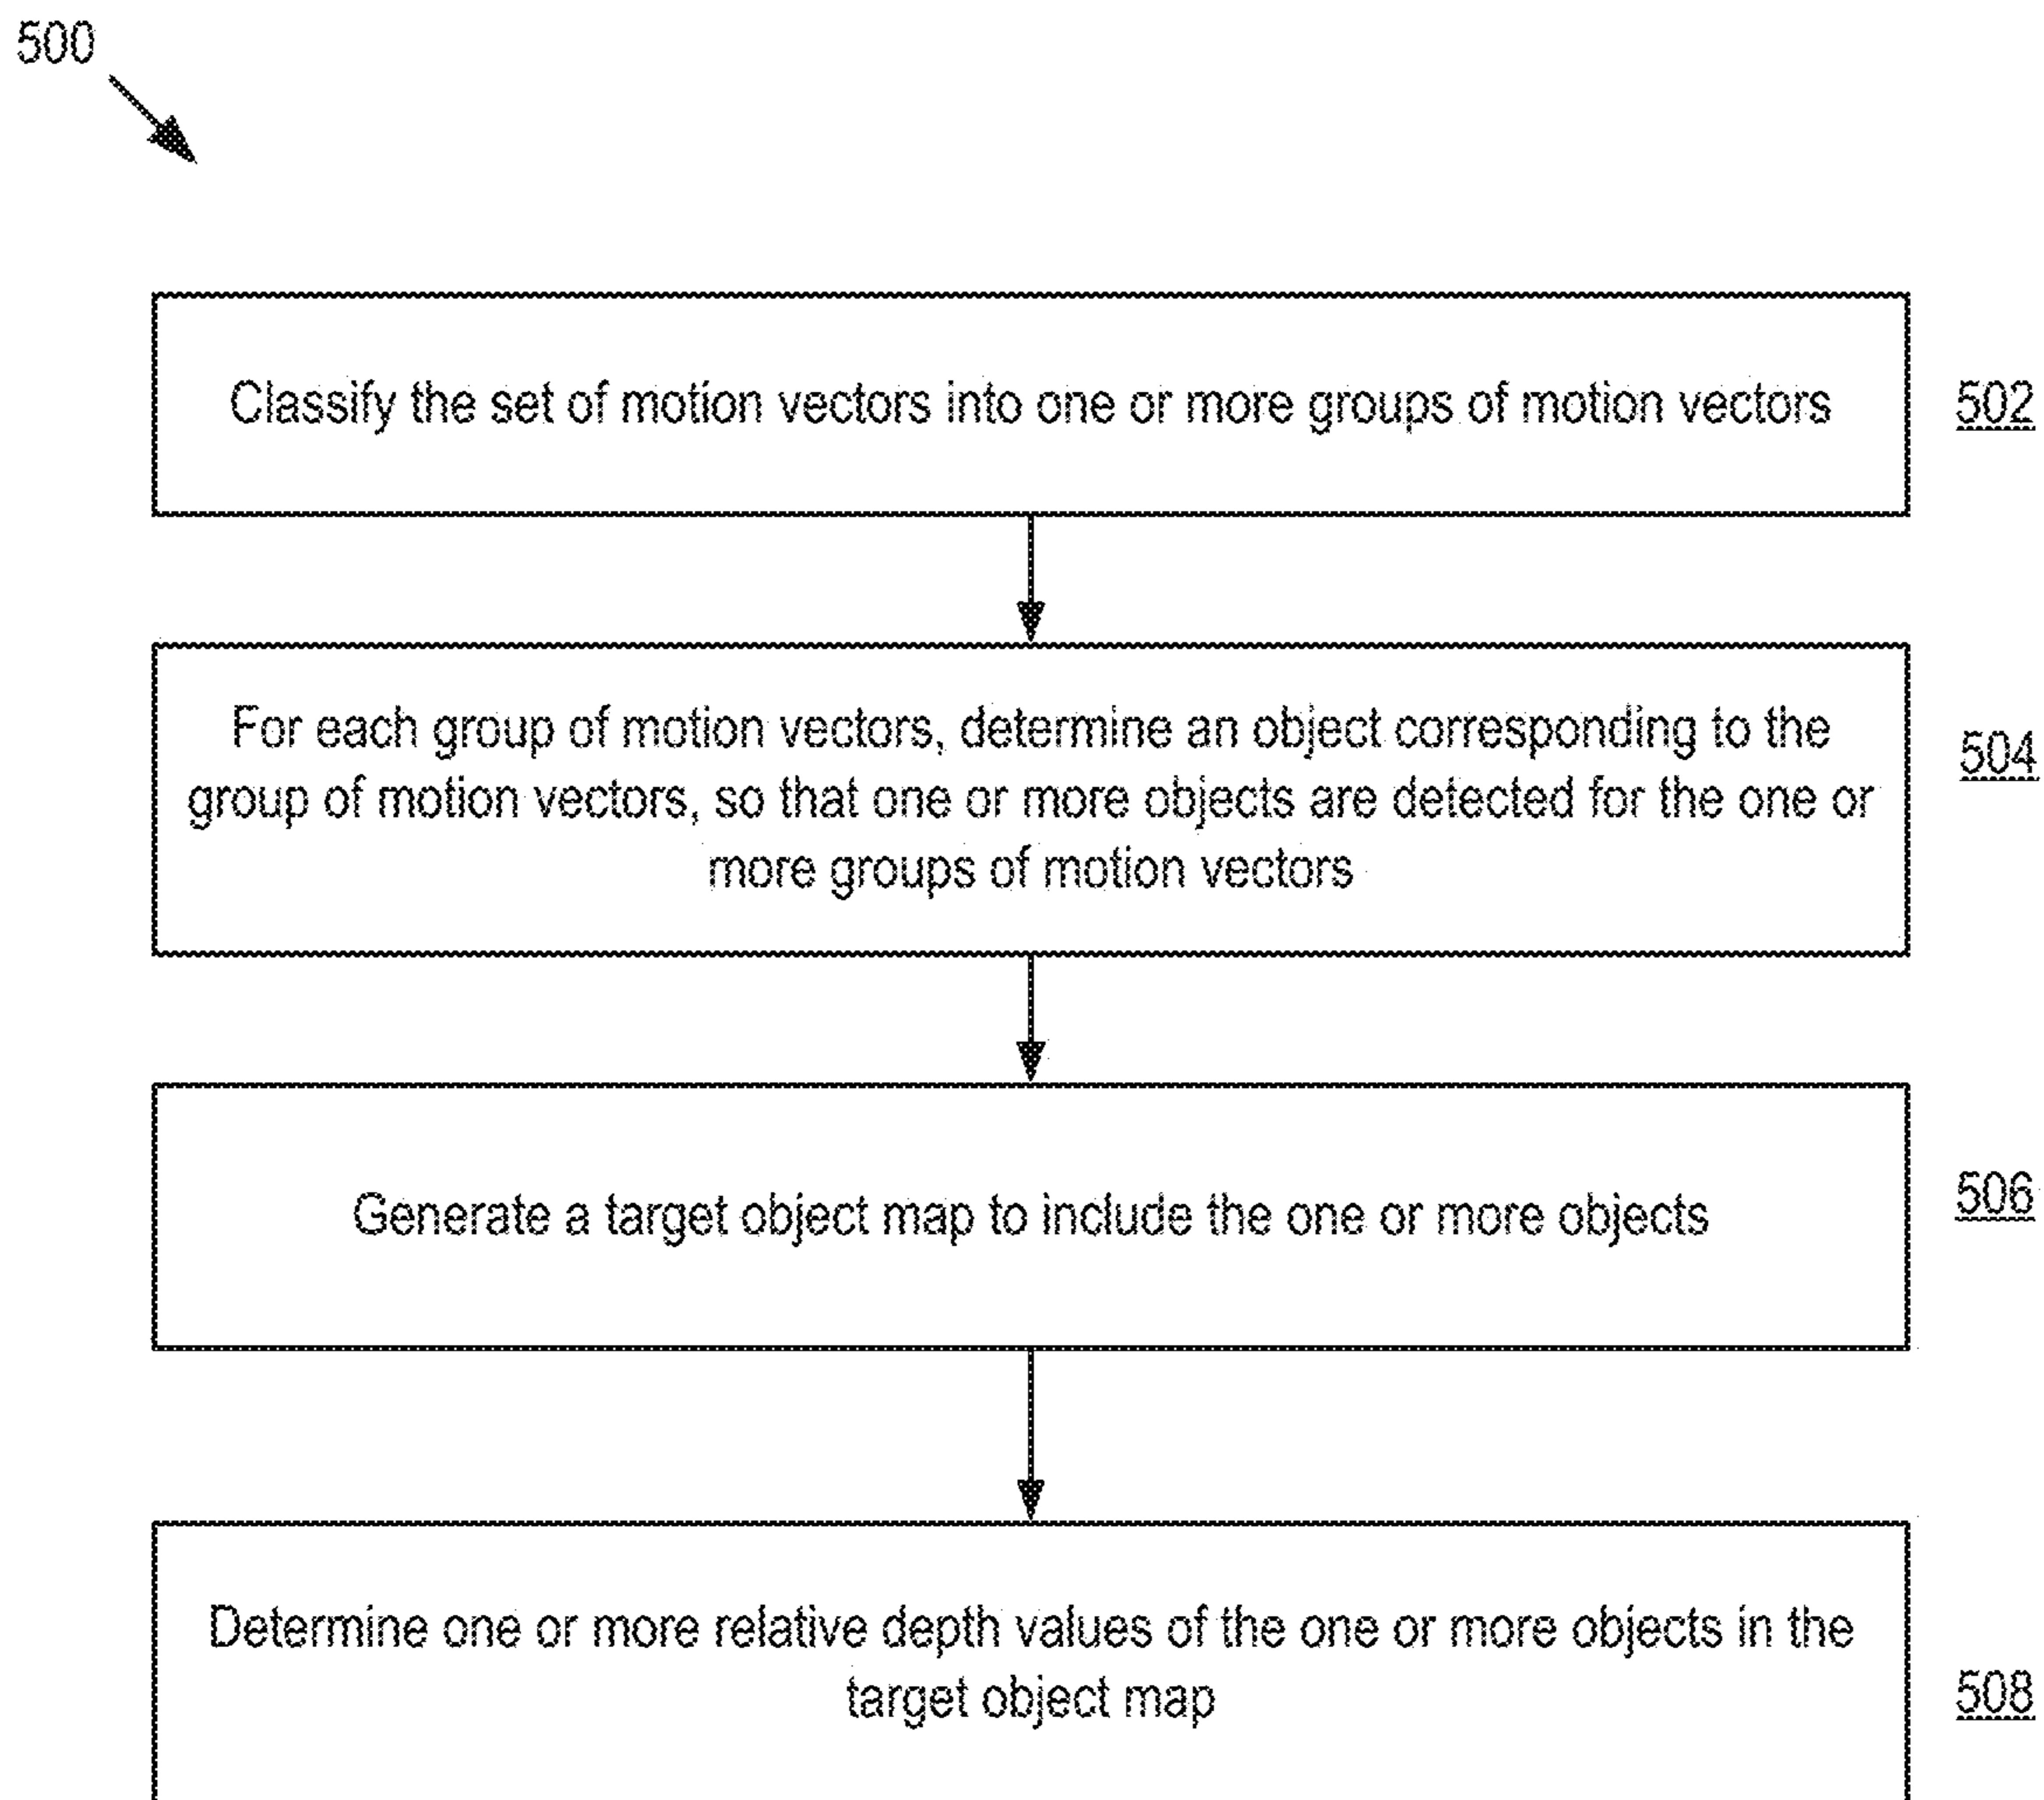 500
Classify the set of motion vectors into one or more groups of motion vectors
502
For each group of motion vectors, determine an object corresponding to the
group of motion vectors, so that one or more objects are detected for the one or
more groups of motion vectors
504
Generate a target object map to include the one or more objects
506
Determine one or more relative depth values of the one or more objects in the
target object map
508